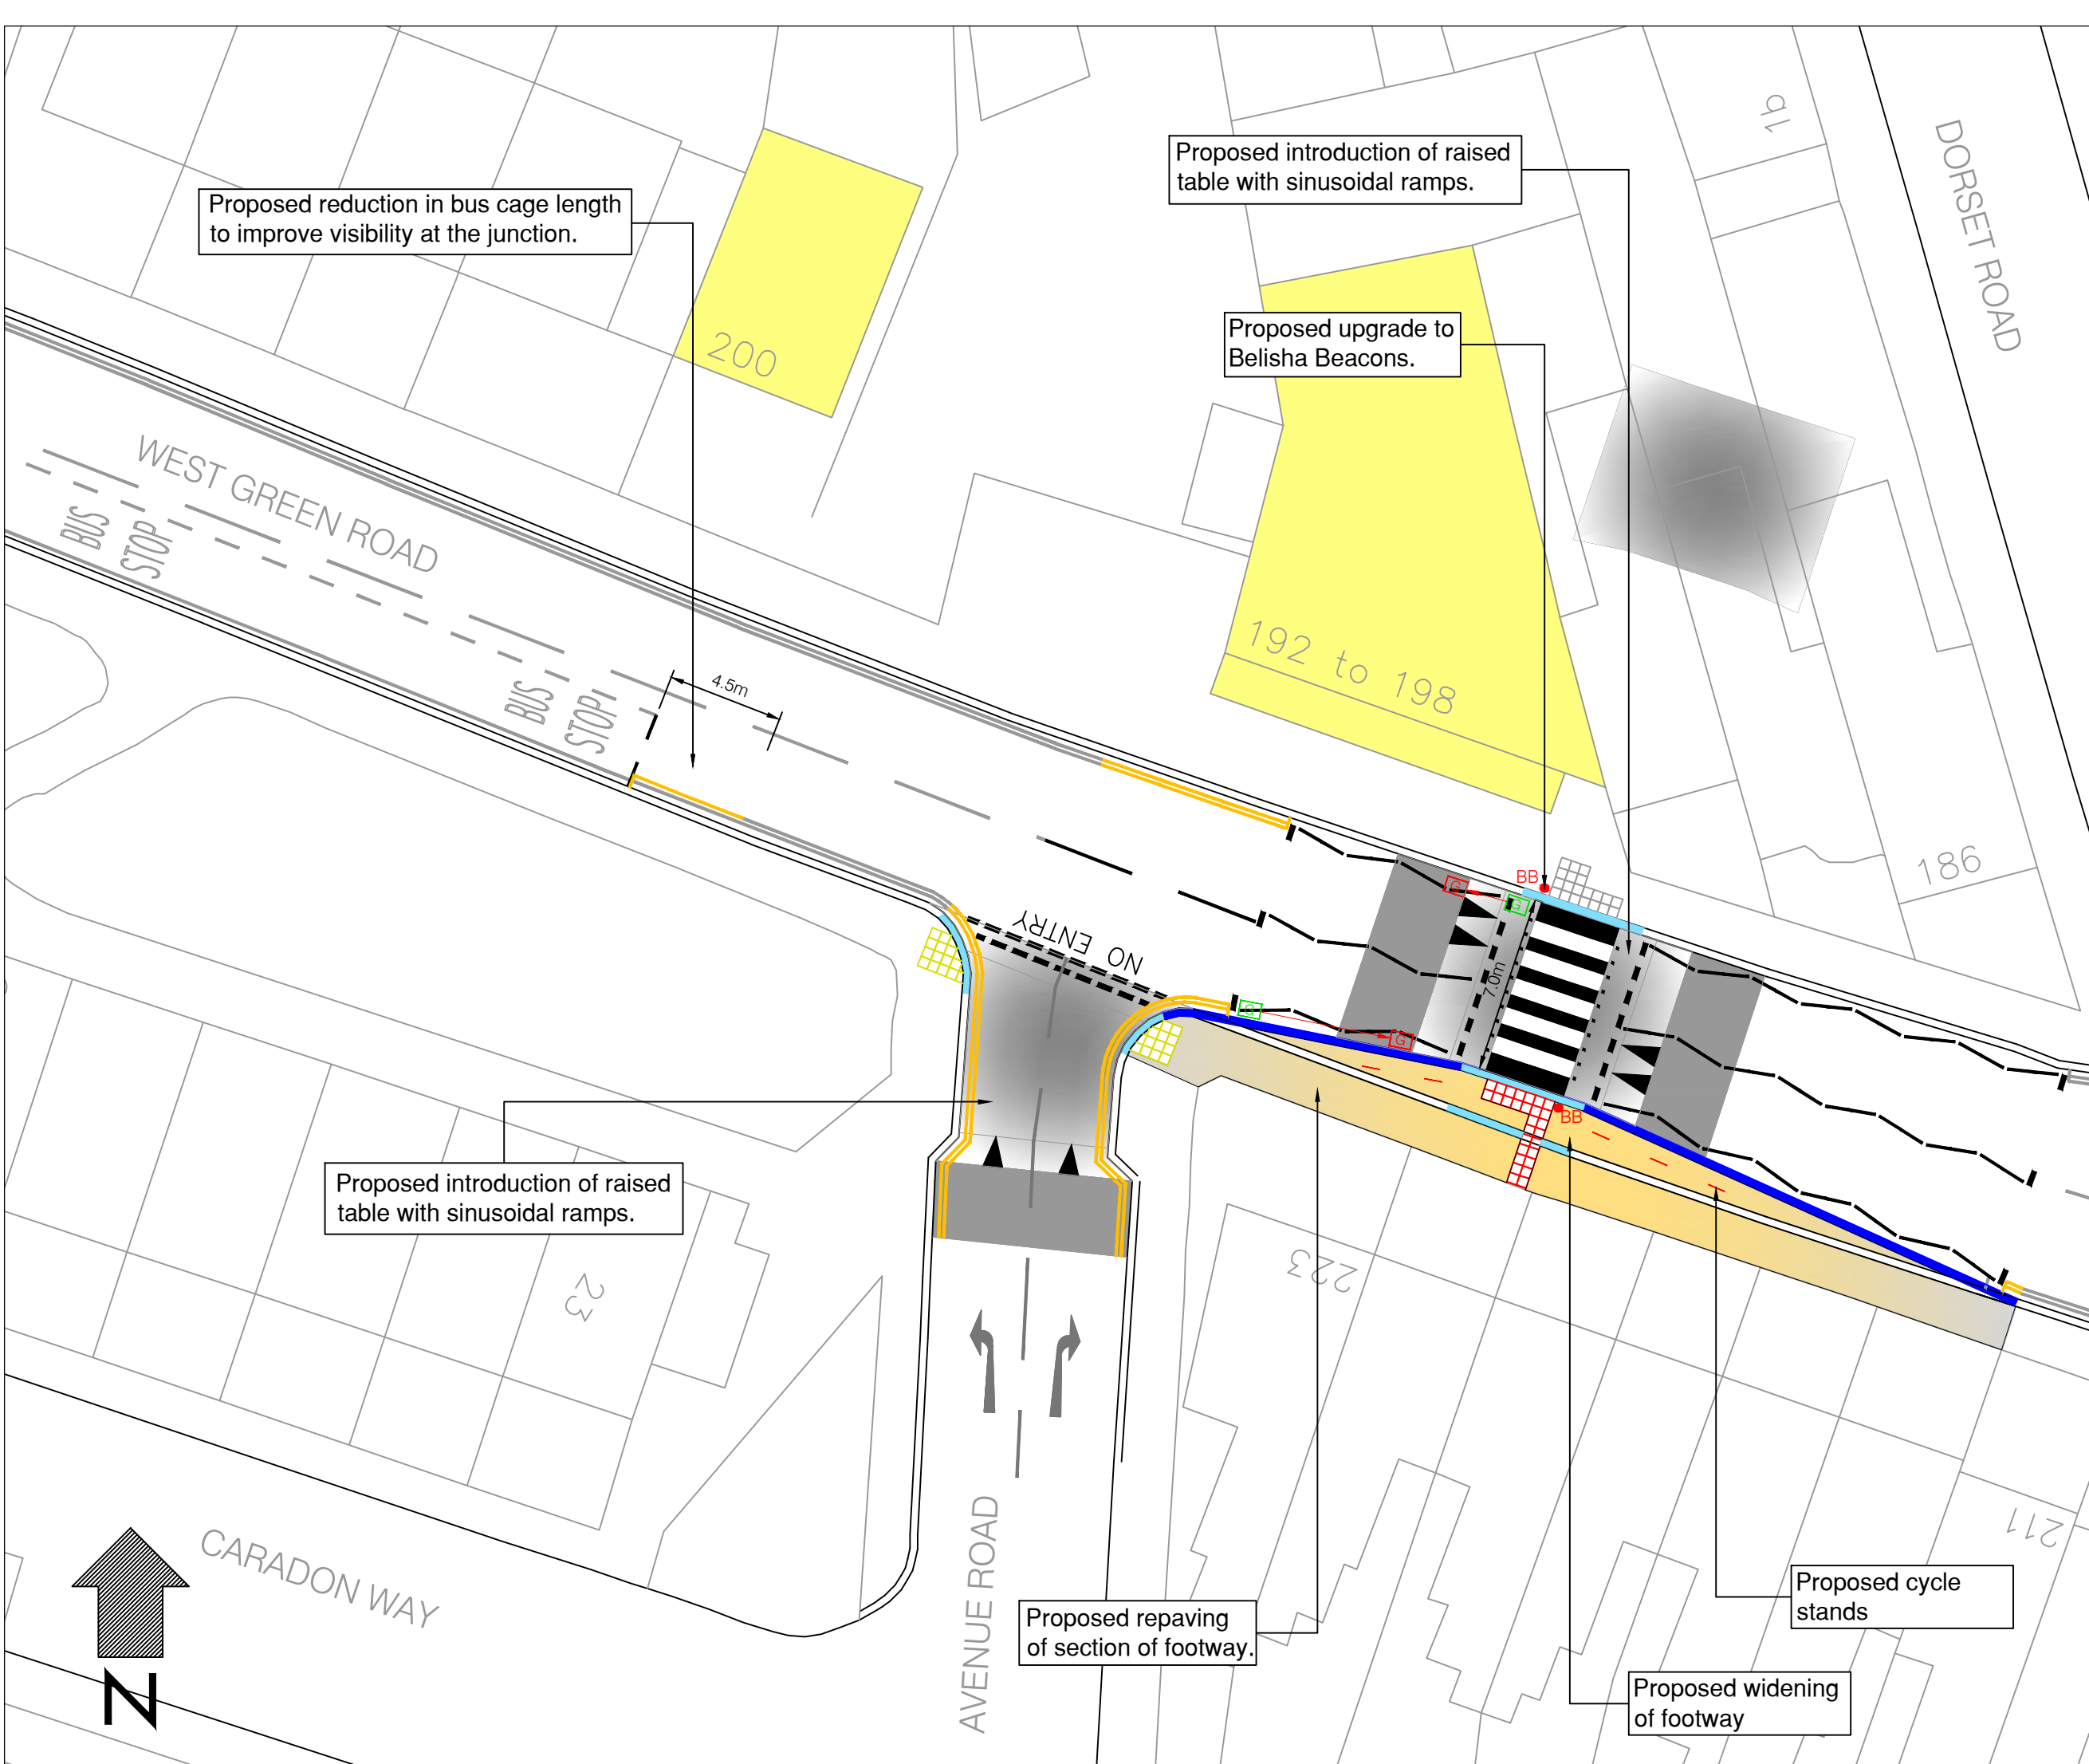 Proposed introduction of raised
table with sinusoidal ramps.
Proposed reduction in bus cage length
to improve visibility at the junction.
Proposed upgrade to
Belisha Beacons.
1b
DORSET ROAD
200
WEST GREEN ROAD
BUS
STOP
BUS
STOP
4.5m
192 to 198
186
BB
G
G
7.0m
NO ENTRY
G
G
BB
Proposed introduction of raised
table with sinusoidal ramps.
23
223
211
CARADON WAY
AVENUE ROAD
Proposed repaving
of section of footway.
Proposed cycle
stands
Proposed widening
of footway
N